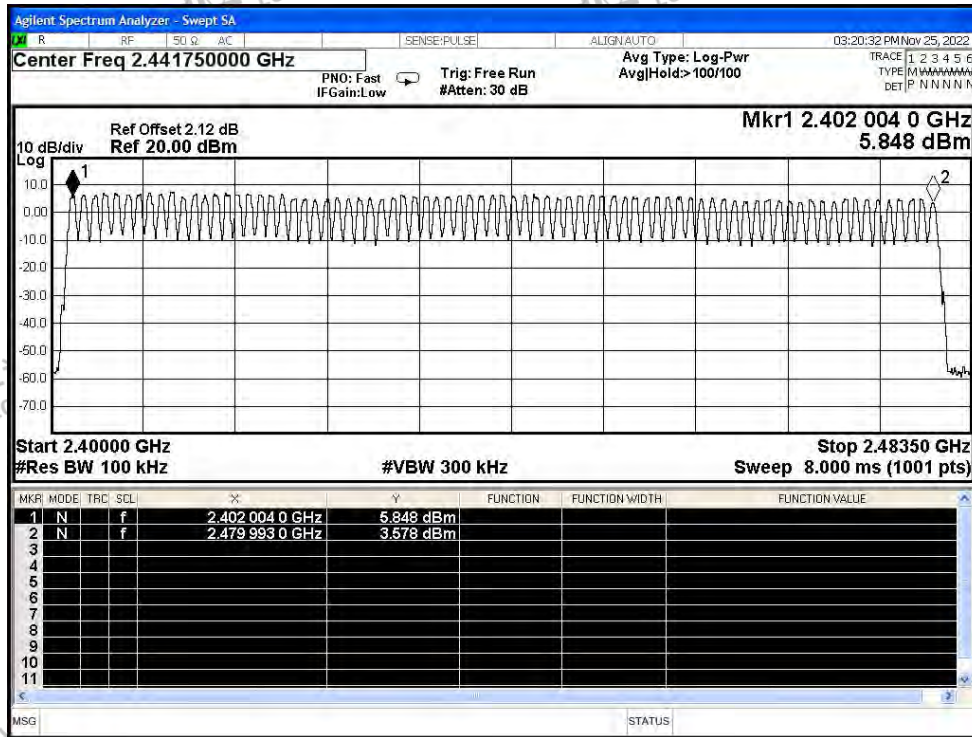 Agilent Spectrum Analyzer - Swept SA
LXI R RF 50 Ω AC SENSE:PULSE ALIGN AUTO 03:20:32 PM Nov 25, 2022
Center Freq 2.441750000 GHz
PNO: Fast
IFGain:Low
Trig: Free Run
#Atten: 30 dB
Avg Type: Log-Pwr
Avg|Hold:>100/100
TRACE 1 2 3 4 5 6
TYPE MWWWWW
DET P N N N N N
Mkr1 2.402 004 0 GHz
5.848 dBm
Ref Offset 2.12 dB
10 dB/div Ref 20.00 dBm
Log
1
2
10.0
0.00
-10.0
-20.0
-30.0
-40.0
-50.0
-60.0
-70.0
Start 2.40000 GHz Stop 2.48350 GHz
#Res BW 100 kHz #VBW 300 kHz Sweep 8.000 ms (1001 pts)
MKR MODE TRC SCL X Y FUNCTION FUNCTION WIDTH FUNCTION VALUE
1 N f 2.402 004 0 GHz 5.848 dBm
2 N f 2.479 993 0 GHz 3.578 dBm
3
4
5
6
7
8
9
10
11
MSG STATUS